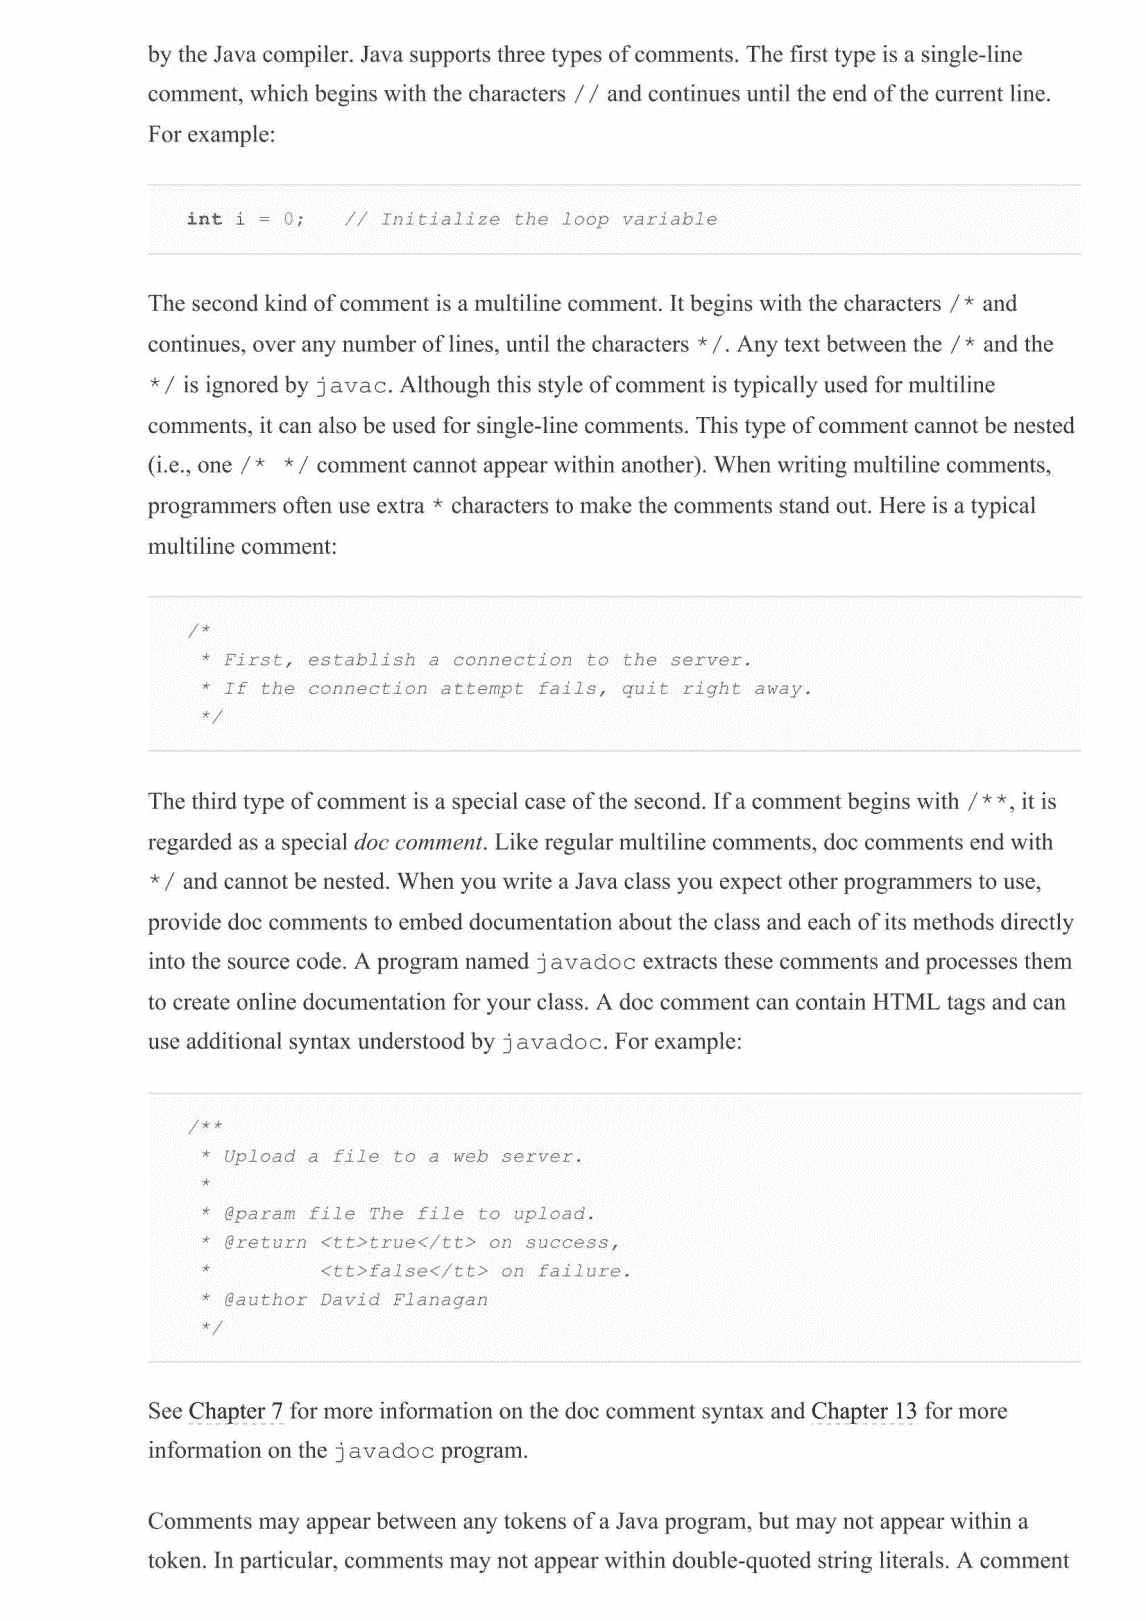 by the Java compiler. Java supports three types of comments. The first type is a single-line
comment, which begins with the characters // and continues until the end of the current line.
For example:
int i = 0;   // Initialize the loop variable
The second kind of comment is a multiline comment. It begins with the characters /* and
continues, over any number of lines, until the characters */. Any text between the /* and the
*/ is ignored by javac. Although this style of comment is typically used for multiline
comments, it can also be used for single-line comments. This type of comment cannot be nested
(i.e., one /* */ comment cannot appear within another). When writing multiline comments,
programmers often use extra * characters to make the comments stand out. Here is a typical
multiline comment:
/*
 * First, establish a connection to the server.
 * If the connection attempt fails, quit right away.
 */
The third type of comment is a special case of the second. If a comment begins with /**, it is
regarded as a special doc comment. Like regular multiline comments, doc comments end with
*/ and cannot be nested. When you write a Java class you expect other programmers to use,
provide doc comments to embed documentation about the class and each of its methods directly
into the source code. A program named javadoc extracts these comments and processes them
to create online documentation for your class. A doc comment can contain HTML tags and can
use additional syntax understood by javadoc. For example:
/**
 * Upload a file to a web server.
 *
 * @param file The file to upload.
 * @return <tt>true</tt> on success,
 *         <tt>false</tt> on failure.
 * @author David Flanagan
 */
See Chapter 7 for more information on the doc comment syntax and Chapter 13 for more
information on the javadoc program.
Comments may appear between any tokens of a Java program, but may not appear within a
token. In particular, comments may not appear within double-quoted string literals. A comment